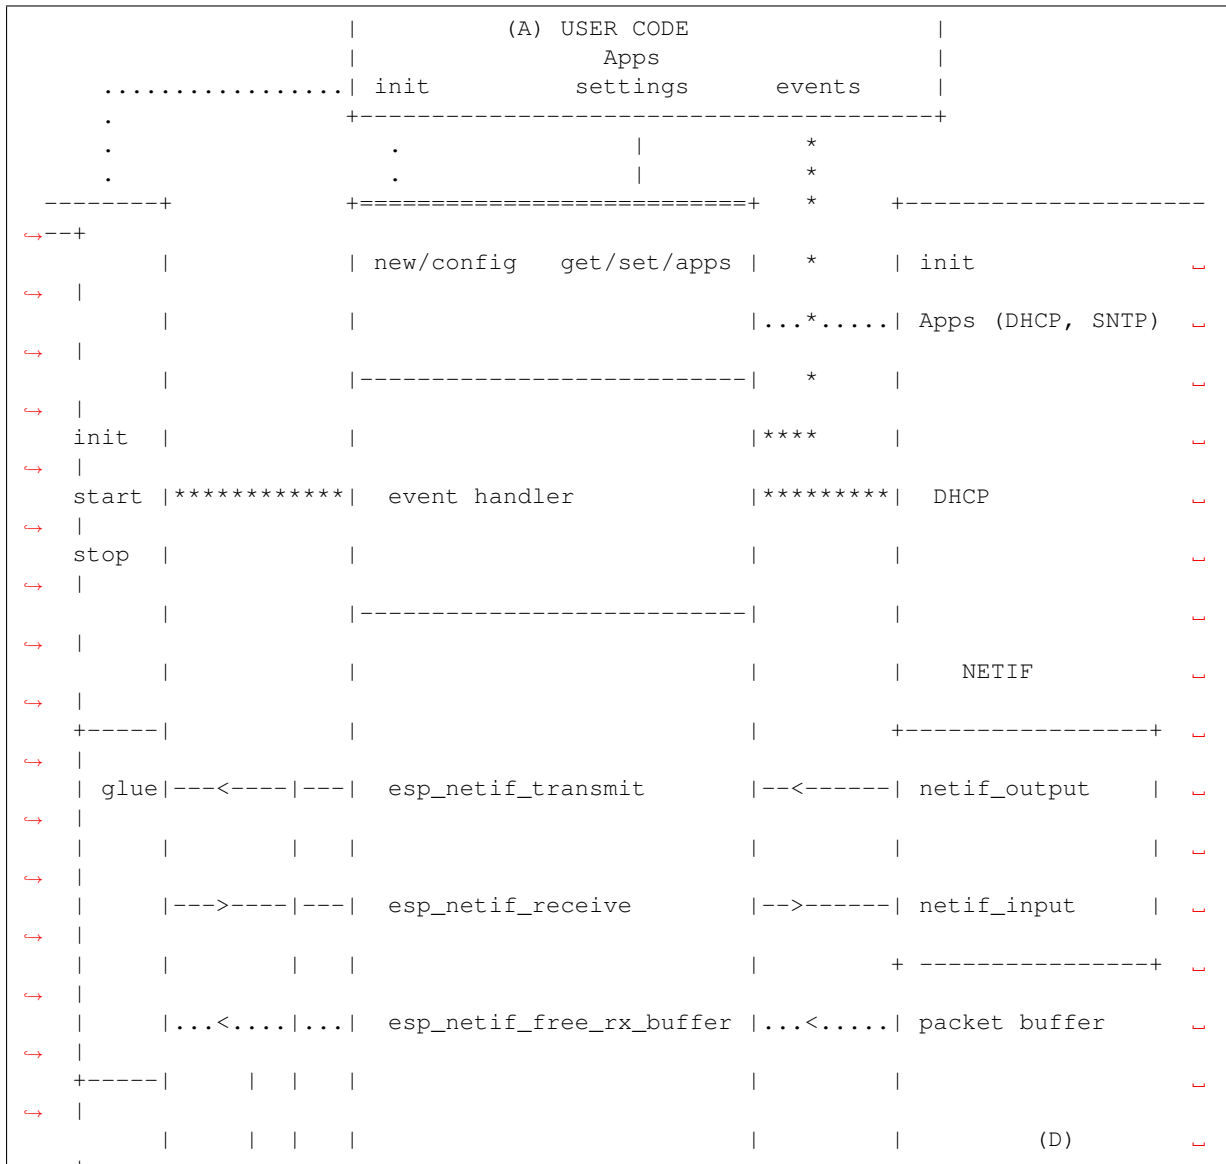 |          (A) USER CODE                 |
|                 Apps                   |
.................| init          settings      events     |
.                +----------------------------------------+
.                   .                |           *
.                   .                |           *
--------+             +===========================+   *     +---------------------
↪--+
|             | new/config   get/set/apps |   *     | init                ␣
↪  |
|             |                           |...*.....| Apps (DHCP, SNTP)   ␣
↪  |
|             |---------------------------|   *     |                     ␣
↪  |
init  |             |                           |****     |                     ␣
↪  |
start |************|  event handler            |*********|  DHCP               ␣
↪  |
stop  |             |                           |         |                     ␣
↪  |
|             |---------------------------|         |                     ␣
↪  |
|             |                           |         |    NETIF            ␣
↪  |
+-----|             |                           |         +-----------------+   ␣
↪  |
| glue|---<----|---|  esp_netif_transmit       |--<------| netif_output    |   ␣
↪  |
|     |        |   |                           |         |                 |   ␣
↪  |
|     |--->----|---|  esp_netif_receive        |-->------| netif_input     |   ␣
↪  |
|     |        |   |                           |         + ----------------+   ␣
↪  |
|     |...<....|...|  esp_netif_free_rx_buffer |...<.....| packet buffer       ␣
↪  |
+-----|     |  |   |                           |         |                     ␣
↪  |
|     |  |   |                           |         |         (D)         ␣